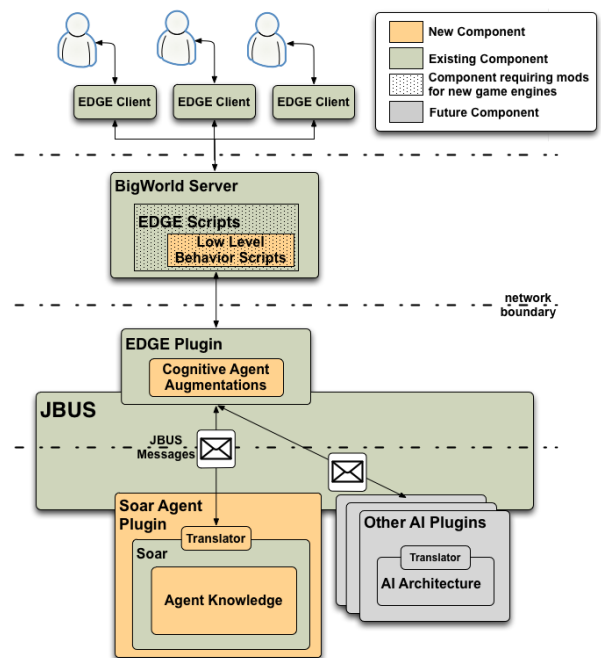 New Component
Existing Component
Component requiring mods
for new game engines
Future Component
EDGE Client
EDGE Client
EDGE Client
BigWorld Server
EDGE Scripts
Low Level
Behavior Scripts
network
boundary
EDGE Plugin
Cognitive Agent
Augmentations
JBUS
JBUS
Messages
Soar Agent
Plugin
Translator
Soar
Agent Knowledge
Other AI Plugins
Translator
AI Architecture